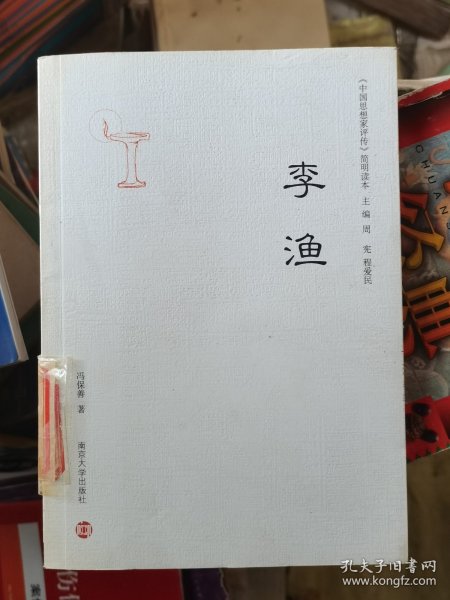 《中国思想家评传》简明读本 主 编 周 宪 程爱民
李渔
冯保善 著
南京大学出版社
CHUANG
孔夫子旧书网
www.kongfz.com